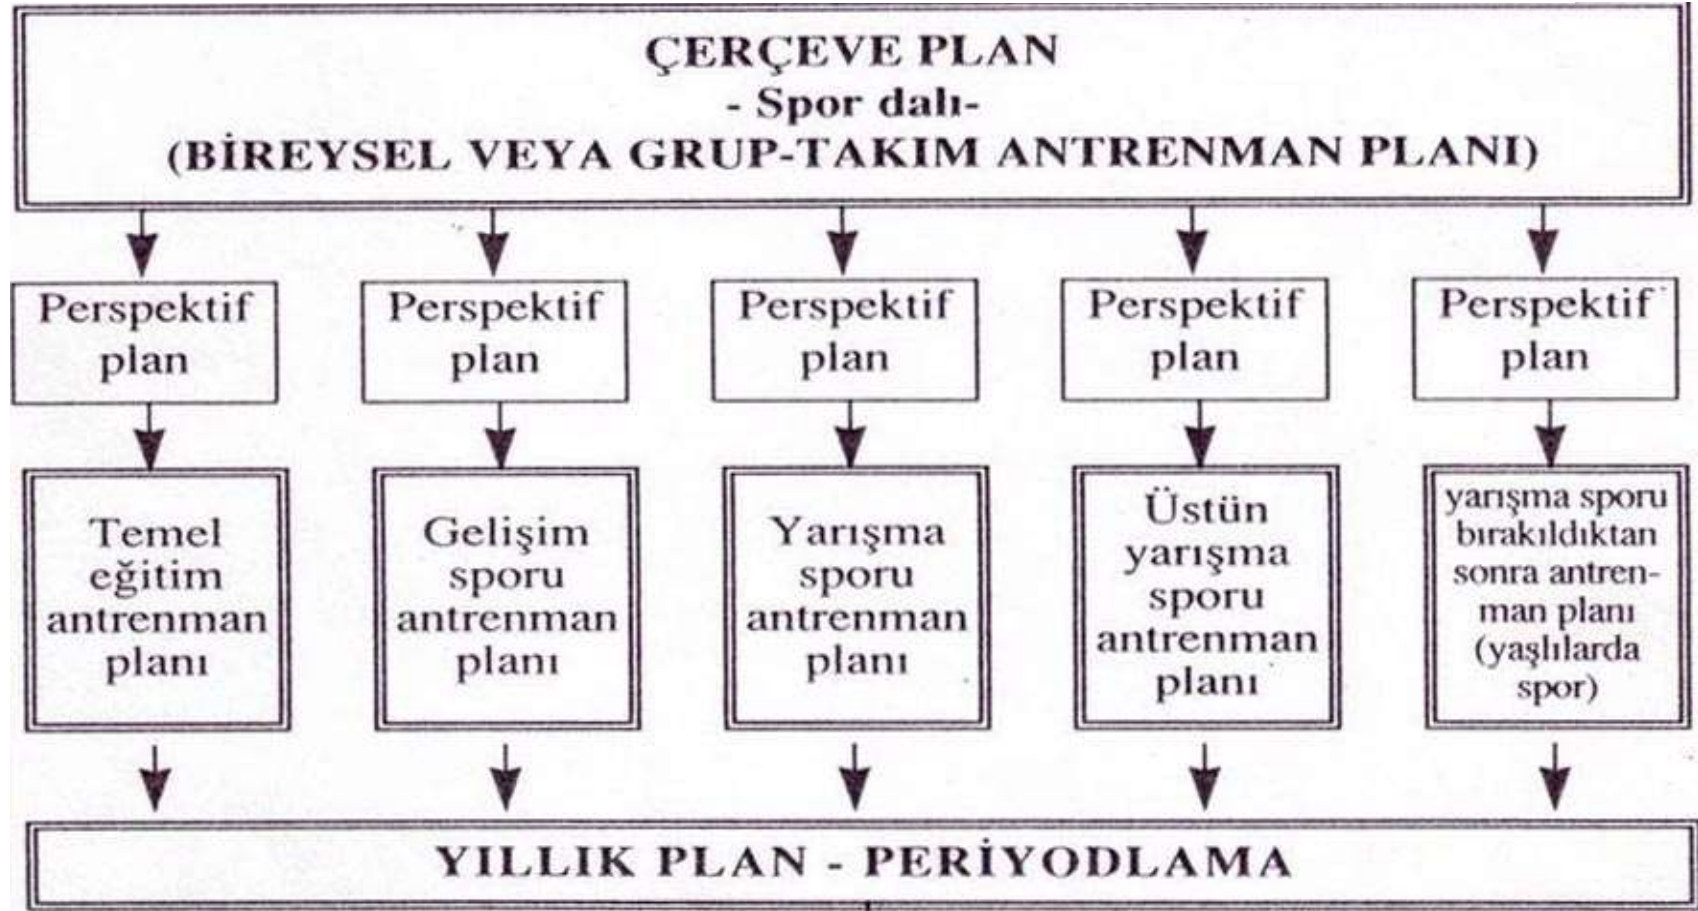 ÇERÇEVE PLAN
- Spor dalı-
(BİREYSEL VEYA GRUP-TAKIM ANTRENMAN PLANI)
Perspektif
plan
Perspektif
plan
Perspektif
plan
Perspektif
plan
Perspektif
plan
Temel
eğitim
antrenman
planı
Gelişim
sporu
antrenman
planı
Yarışma
sporu
antrenman
planı
Üstün
yarışma
sporu
antrenman
planı
yarışma sporu
bırakıldıktan
sonra antren-
man planı
(yaşlılarda
spor)
YILLIK PLAN - PERİYODLAMA